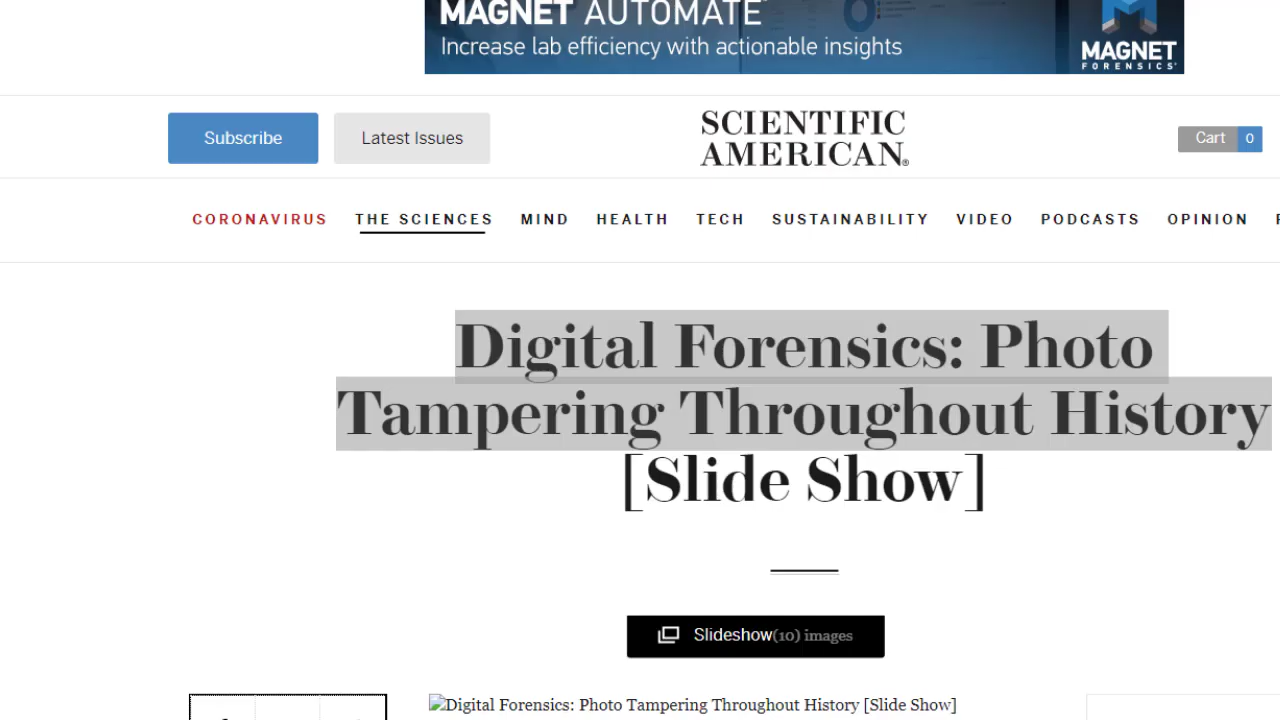 MAGNET AUTOMATE
Increase lab efficiency with actionable insights
MAGNET
FORENSICS
Subscribe
Latest Issues
SCIENTIFIC
AMERICAN®
Cart 0
CORONAVIRUS THE SCIENCES MIND HEALTH TECH SUSTAINABILITY VIDEO PODCASTS OPINION
Digital Forensics: Photo
Tampering Throughout History
[Slide Show]
Slideshow(10) images
Digital Forensics: Photo Tampering Throughout History [Slide Show]